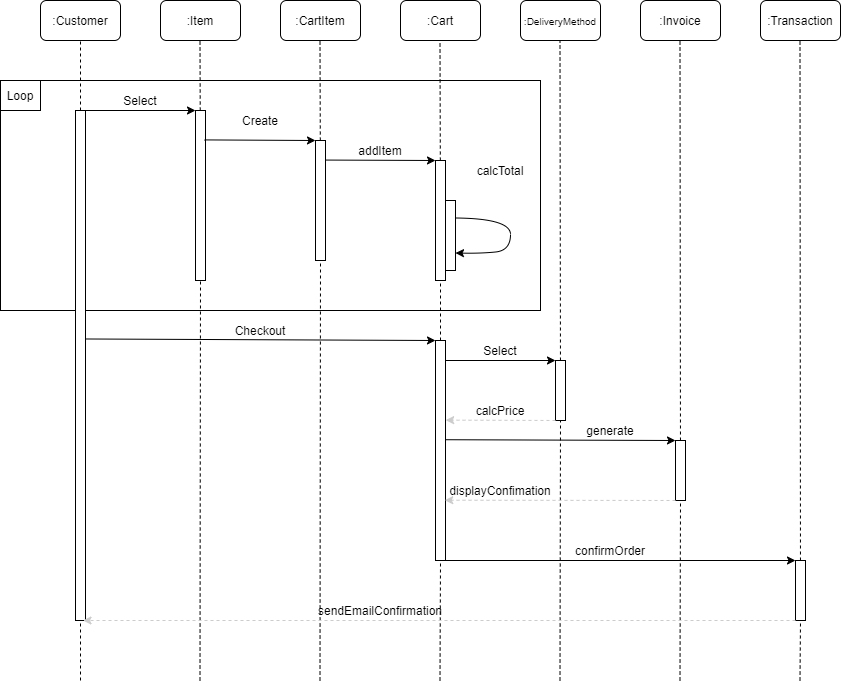 :Customer
:Item
:CartItem
:Cart
:DeliveryMethod
:Invoice
:Transaction
Loop
Select
Create
addItem
calcTotal
Checkout
Select
calcPrice
generate
displayConfimation
confirmOrder
sendEmailConfirmation